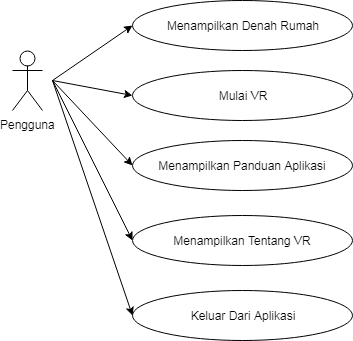 Menampilkan Denah Rumah
Mulai VR
Pengguna
Menampilkan Panduan Aplikasi
Menampilkan Tentang VR
Keluar Dari Aplikasi